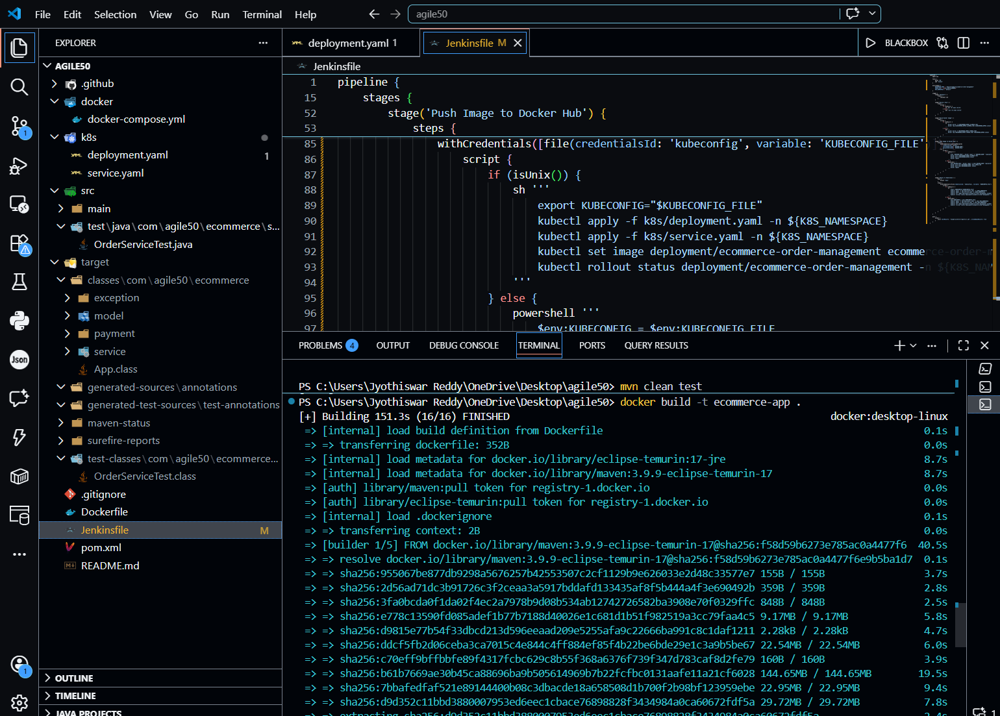 File Edit Selection View Go Run Terminal Help
agile50
EXPLORER
AGILE50
.github
docker
docker-compose.yml
k8s
deployment.yaml 1
service.yaml
src
main
test\java\com\agile50\ecommerce\s...
OrderServiceTest.java
target
classes\com\agile50\ecommerce
exception
model
payment
service
App.class
generated-sources\annotations
generated-test-sources\test-annotations
maven-status
surefire-reports
test-classes\com\agile50\ecommerce...
OrderServiceTest.class
.gitignore
Dockerfile
Jenkinsfile M
pom.xml
README.md
OUTLINE
TIMELINE
JAVA PROJECTS
1
Json
1
deployment.yaml 1
Jenkinsfile M
BLACKBOX
Jenkinsfile
1 pipeline {
15 stages {
52 stage('Push Image to Docker Hub') {
53 steps {
85 withCredentials([file(credentialsId: 'kubeconfig', variable: 'KUBECONFIG_FILE'
86 script {
87 if (isUnix()) {
88 sh '''
89 export KUBECONFIG="$KUBECONFIG_FILE"
90 kubectl apply -f k8s/deployment.yaml -n ${K8S_NAMESPACE}
91 kubectl apply -f k8s/service.yaml -n ${K8S_NAMESPACE}
92 kubectl set image deployment/ecommerce-order-management ecommerce-order-m
93 kubectl rollout status deployment/ecommerce-order-management -n ${K8S_NAM
94 '''
95 } else {
96 powershell '''
97 $env:KUBECONFIG = $env:KUBECONFIG_FILE
PROBLEMS 4 OUTPUT DEBUG CONSOLE TERMINAL PORTS QUERY RESULTS
PS C:\Users\Jyothiswar Reddy\OneDrive\Desktop\agile50> mvn clean test
PS C:\Users\Jyothiswar Reddy\OneDrive\Desktop\agile50> docker build -t ecommerce-app .
[+] Building 151.3s (16/16) FINISHED docker:desktop-linux
=> [internal] load build definition from Dockerfile 0.1s
=> => transferring dockerfile: 352B 0.0s
=> [internal] load metadata for docker.io/library/eclipse-temurin:17-jre 8.7s
=> [internal] load metadata for docker.io/library/maven:3.9.9-eclipse-temurin-17 8.7s
=> [auth] library/maven:pull token for registry-1.docker.io 0.0s
=> [auth] library/eclipse-temurin:pull token for registry-1.docker.io 0.0s
=> [internal] load .dockerignore 0.1s
=> => transferring context: 2B 0.0s
=> [builder 1/5] FROM docker.io/library/maven:3.9.9-eclipse-temurin-17@sha256:f58d59b6273e785ac0a4477f6 40.5s
=> => resolve docker.io/library/maven:3.9.9-eclipse-temurin-17@sha256:f58d59b6273e785ac0a4477f6e9b5ba1d7 0.1s
=> => sha256:955067be877db9298a5676257b42553507c2cf1129b9e626033e2d48c33577e7 155B / 155B 3.7s
=> => sha256:2d56ad71dc3b91726c3f2ceaa3a5917bddafd133435af8f5b444a4f3e690492b 359B / 359B 2.8s
=> => sha256:3fa0bcda0f1da02f4ec2a7978b9d08b534ab12742726582ba3908e70f0329ffc 848B / 848B 2.5s
=> => sha256:e778c13590fd085adef1b77b7188d40026e1c681d1b51f982519a3cc79faa4c5 9.17MB / 9.17MB 5.8s
=> => sha256:d9815e77b54f33dbcd213d596eeaad209e5255afa9c22666ba991c8c1daf1211 2.28kB / 2.28kB 4.7s
=> => sha256:ddcf5fb2d06ceba3ca7015c4e844c4ff884ef85f4b22be6bde29e1c3a9b5be67 22.54MB / 22.54MB 6.0s
=> => sha256:c70eff9bffbbfe89f4317fcbc629c8b55f368a6376f739f347d783caf8d2fe79 160B / 160B 3.9s
=> => sha256:b61b7669ae30b45ca88696ba9b505614969b7b22fcfbc0131aafe11a21cf6028 144.65MB / 144.65MB 19.5s
=> => sha256:7bbafedfaf521e89144400b08c3dbacde18a658508d1b700f2b98bf123959ebe 22.95MB / 22.95MB 9.4s
=> => sha256:d9d352c11bbd3880007953ed6eec1cbace76898828f3434984a0ca60672fdf5a 29.72MB / 29.72MB 7.8s
=> => extracting sha256:d9d352c11bbd3880007953ed6eec1cbace76898828f3434984a0ca60672fdf5a 2.4s